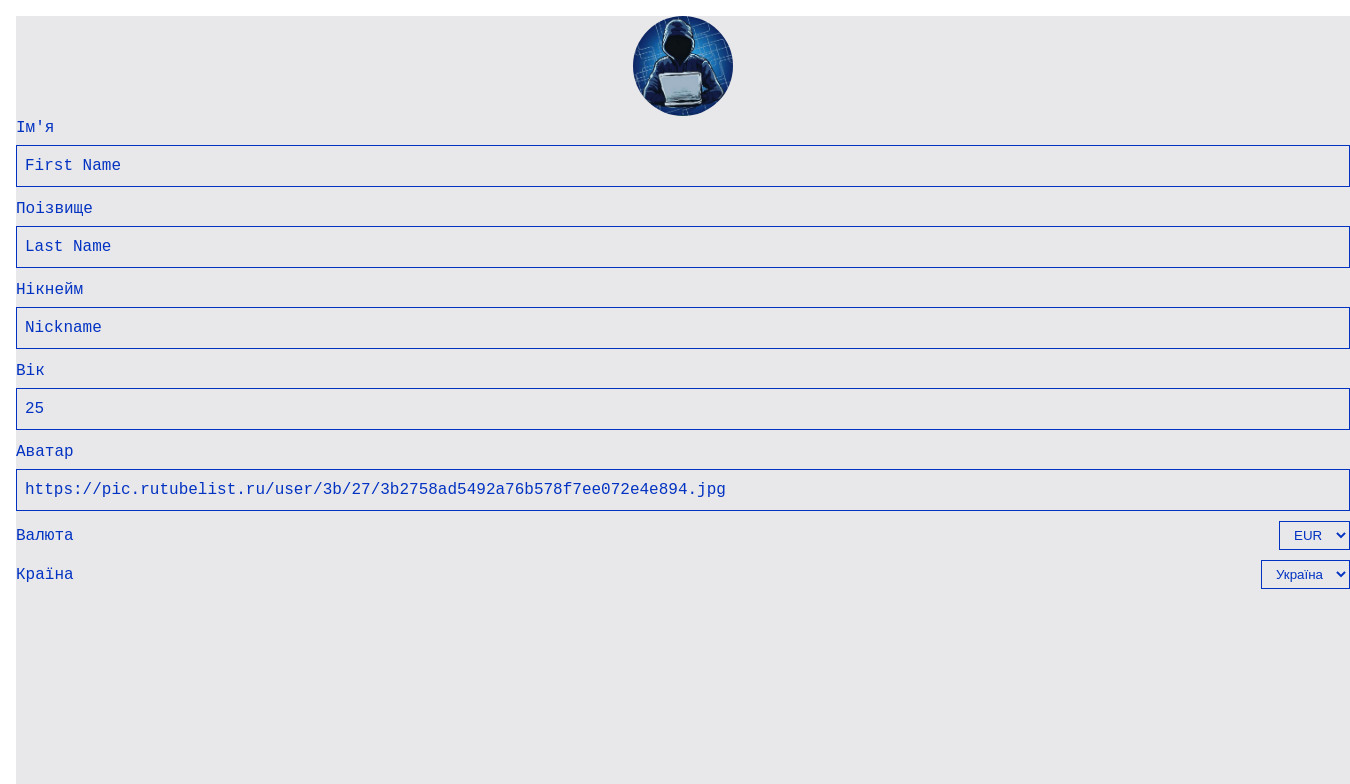 Ім'я
First Name
Поізвище
Last Name
Нікнейм
Nickname
Вік
25
Аватар
https://pic.rutubelist.ru/user/3b/27/3b2758ad5492a76b578f7ee072e4e894.jpg
Валюта
EUR
Країна
Україна